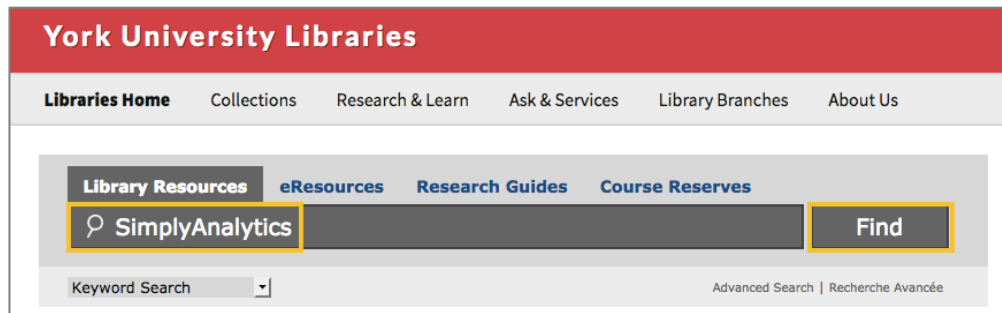 York University Libraries
Libraries Home Collections Research & Learn Ask & Services Library Branches About Us
Library Resources eResources Research Guides Course Reserves
SimplyAnalytics Find
Keyword Search Advanced Search | Recherche Avancée